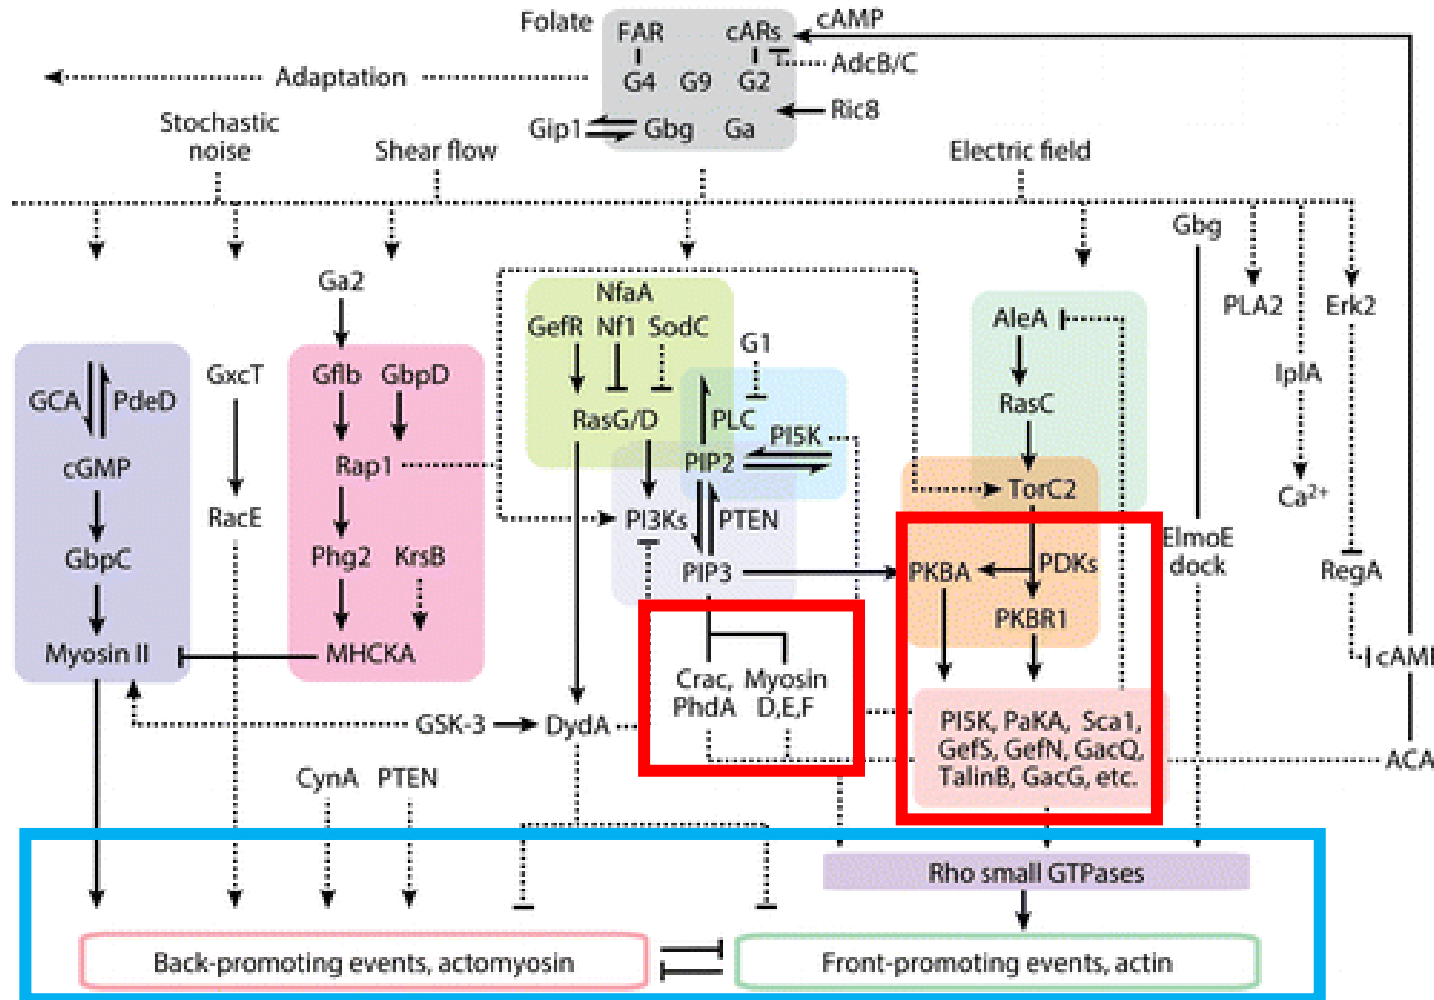 Folate
FAR
cARs
cAMP
AdcB/C
G4
G9
G2
Adaptation
Ric8
Gip1
Gbg
Ga
Stochastic
noise
Shear flow
Electric field
Gbg
Ga2
NfaA
GefR
Nf1
SodC
G1
AleA
PLA2
Erk2
GCA
PdeD
GxcT
Gflb
GbpD
IplA
RasC
RasG/D
PLC
PI5K
cGMP
Rap1
PIP2
TorC2
Ca2+
RacE
PI3Ks
PTEN
ElmoE
dock
GbpC
Phg2
KrsB
PIP3
PKBA
PDKs
RegA
PKBR1
Myosin II
MHCKA
cAMI
Crac,
PhdA
Myosin
D,E,F
GSK-3
DydA
PI5K, PaKA, Sca1,
GefS, GefN, GacQ,
TalinB, GacG, etc.
ACA
CynA
PTEN
Rho small GTPases
Back-promoting events, actomyosin
Front-promoting events, actin